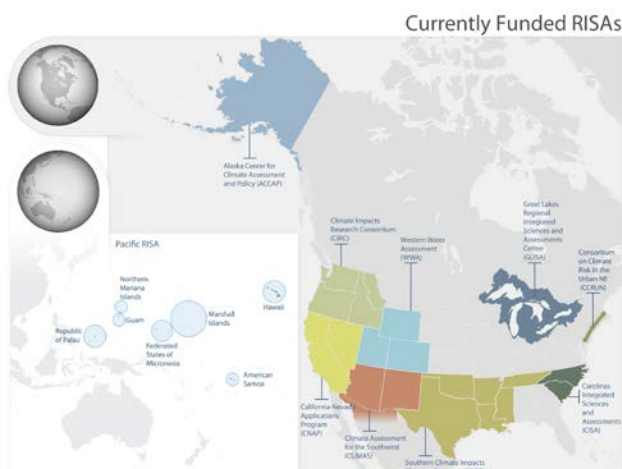 Currently Funded RISAs
Alaska Center for
Climate Assessment
and Policy (ACCAP)
Great Lakes
Regional Integrated
Sciences and
Assessments
Center
(GLISA)
Climate Impacts
Research Consortium
(CIRC)
Western Water
Assessment
(WWA)
Consortium
on Climate
Risk in the
Urban NE
(CCRUN)
Pacific RISA
Northern
Mariana
Islands
Guam
Republic
of Palau
Federated
States of
Micronesia
Marshall
Islands
Hawaii
American
Samoa
California-Nevada
Applications
Program
(CNAP)
Climate Assessment
for the Southwest
(CLIMAS)
Southern Climate Impacts
Carolinas
Integrated
Sciences
and
Assessments
(CISA)